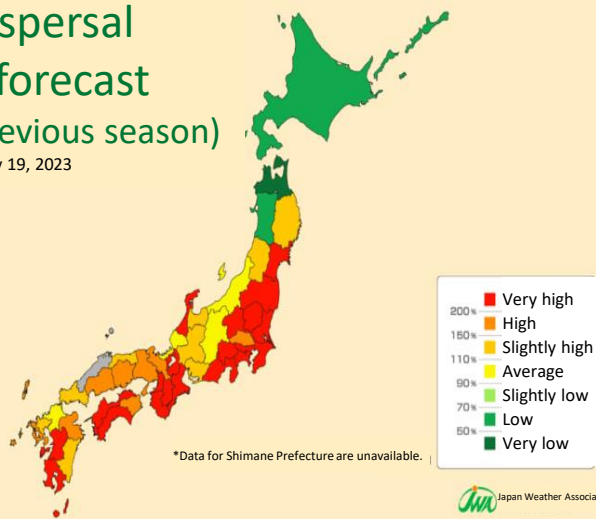 spersal
forecast
evious season)
19, 2023
Very high
200%
High
150%
Slightly high
110%
Average
90%
Slightly low
70%
Low
50%
Very low
*Data for Shimane Prefecture are unavailable.
JWA Japan Weather Associa